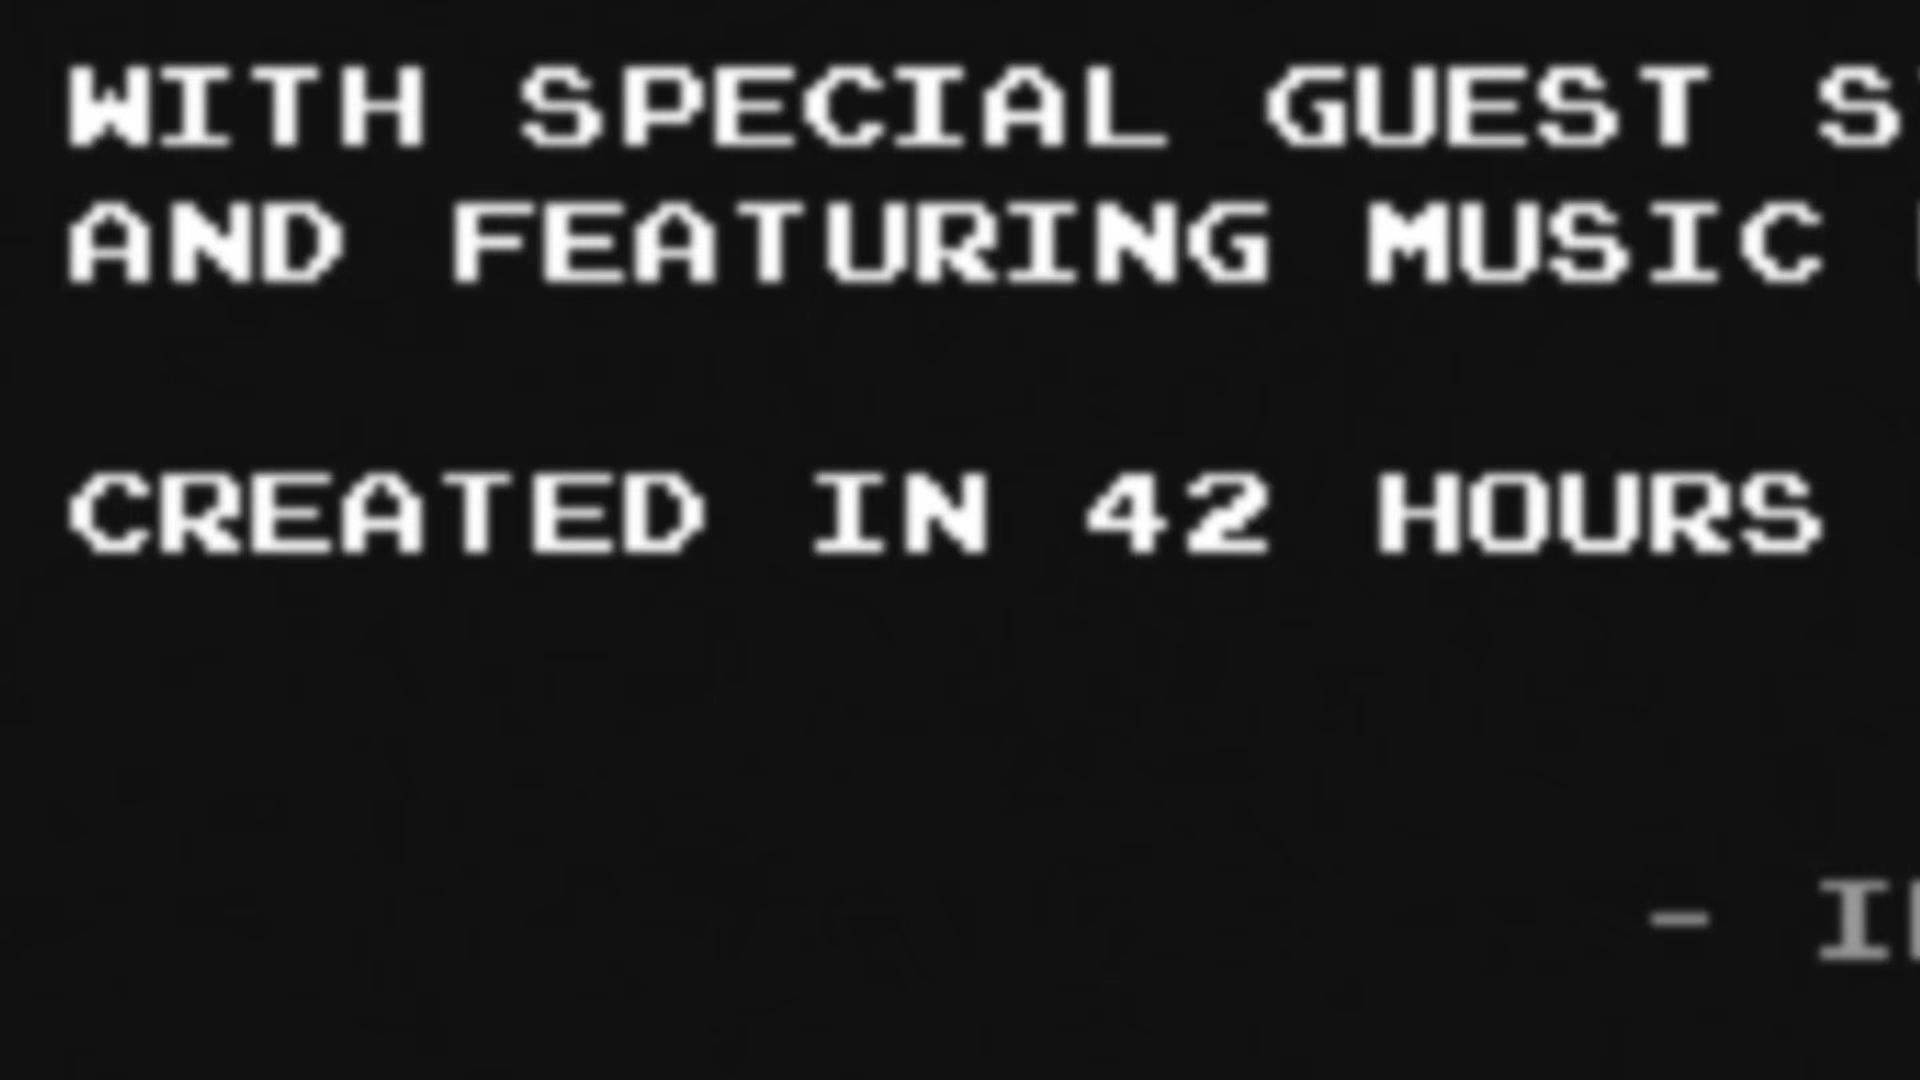 WITH SPECIAL GUEST
AND FEATURING MUSIC
CREATED IN 42 HOURS
-